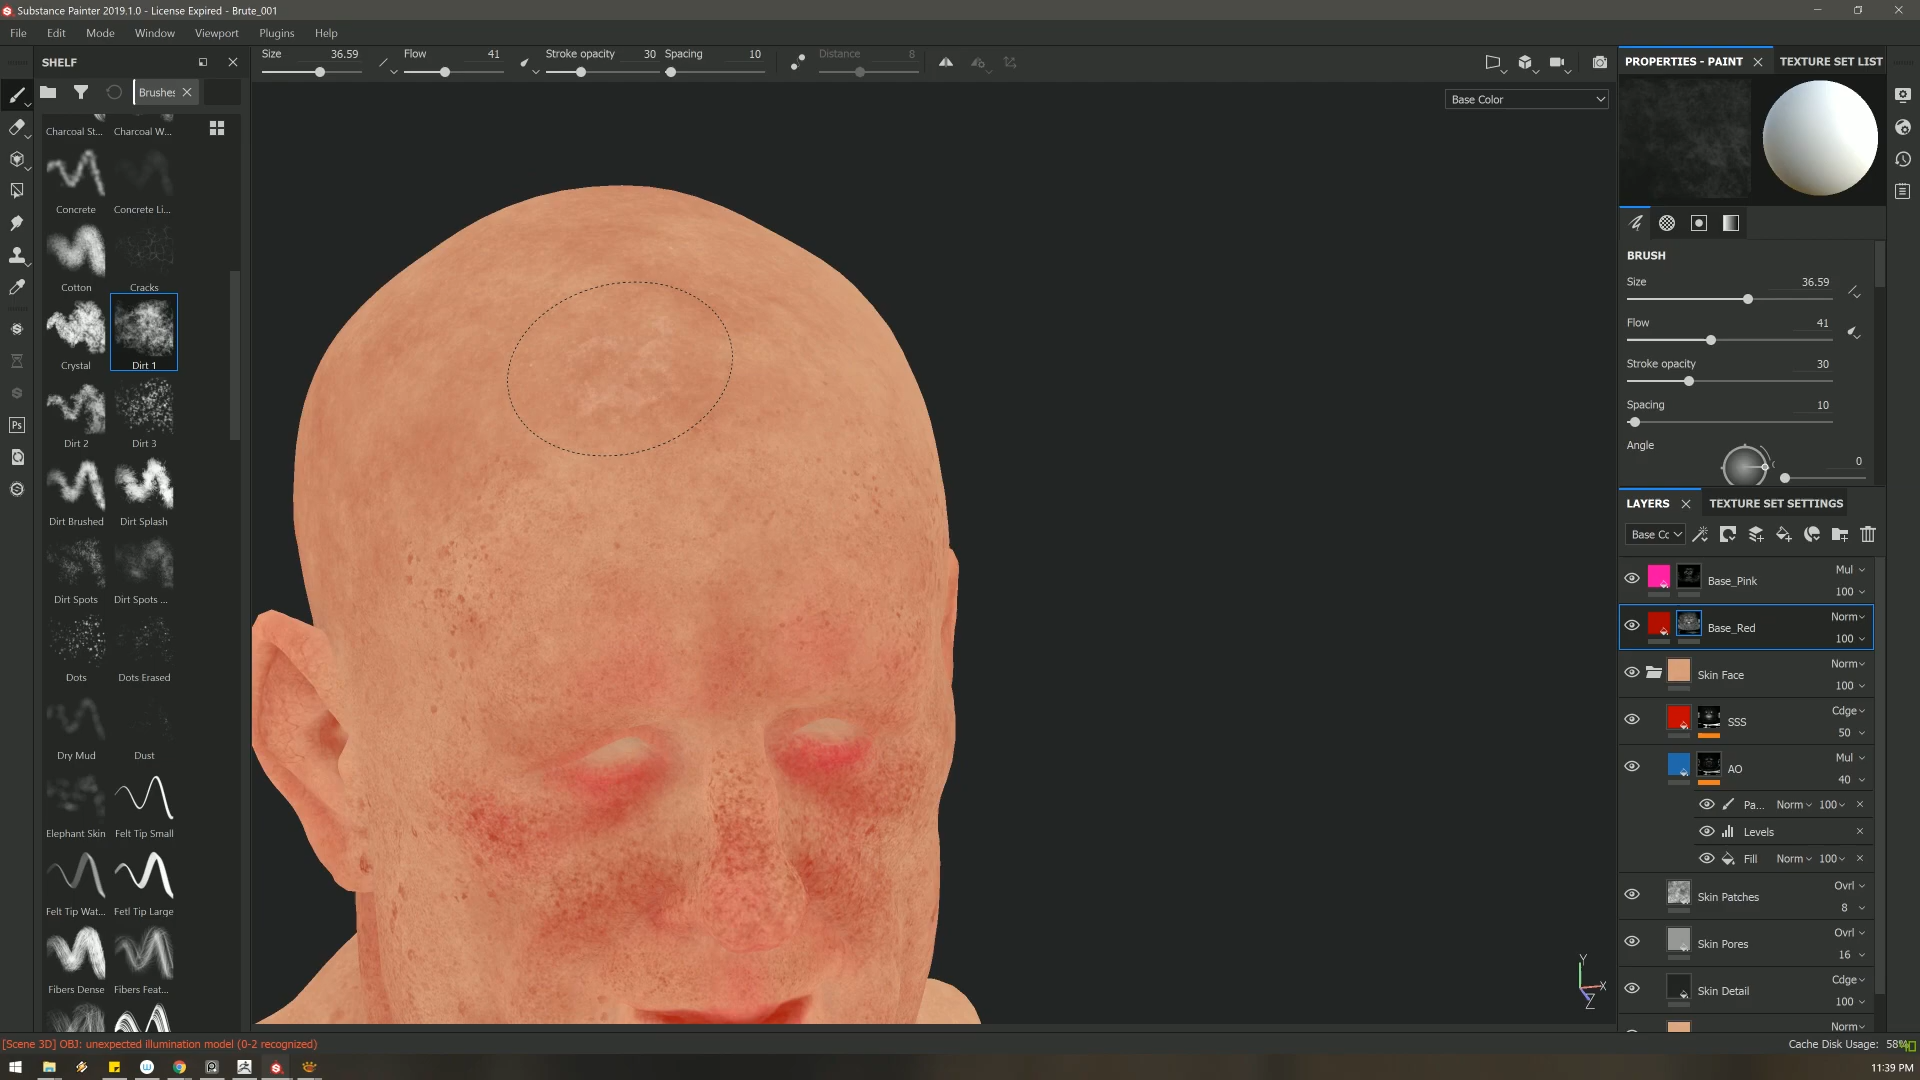 Substance Painter 2019.1.0 - License Expired - Brute_001
File Edit Mode Window Viewport Plugins Help
SHELF
Size 36.59 Flow 41 Stroke opacity 30 Spacing 10 Distance 8
PROPERTIES - PAINT TEXTURE SET LIST
Brushes
Base Color
Charcoal St... Charcoal W...
Concrete Concrete Li...
Cotton Cracks
Crystal Dirt 1
Dirt 2 Dirt 3
Dirt Brushed Dirt Splash
Dirt Spots Dirt Spots ...
Dots Dots Erased
Dry Mud Dust
Elephant Skin Felt Tip Small
Felt Tip Wat... Fetl Tip Large
Fibers Dense Fibers Feat...
BRUSH
Size 36.59
Flow 41
Stroke opacity 30
Spacing 10
Angle
0
LAYERS TEXTURE SET SETTINGS
Base Cc
Base_Pink Mul 100
Base_Red Norm 100
Skin Face Norm 100
SSS Cdge 50
AO Mul 40
Pa... Norm 100
Levels
Fill Norm 100
Skin Patches Ovrl 8
Skin Pores Ovrl 16
Skin Detail Cdge 100
Norm
Y
X
Z
Ps
[Scene 3D] OBJ: unexpected illumination model (0-2 recognized)
Cache Disk Usage: 58%
11:39 PM